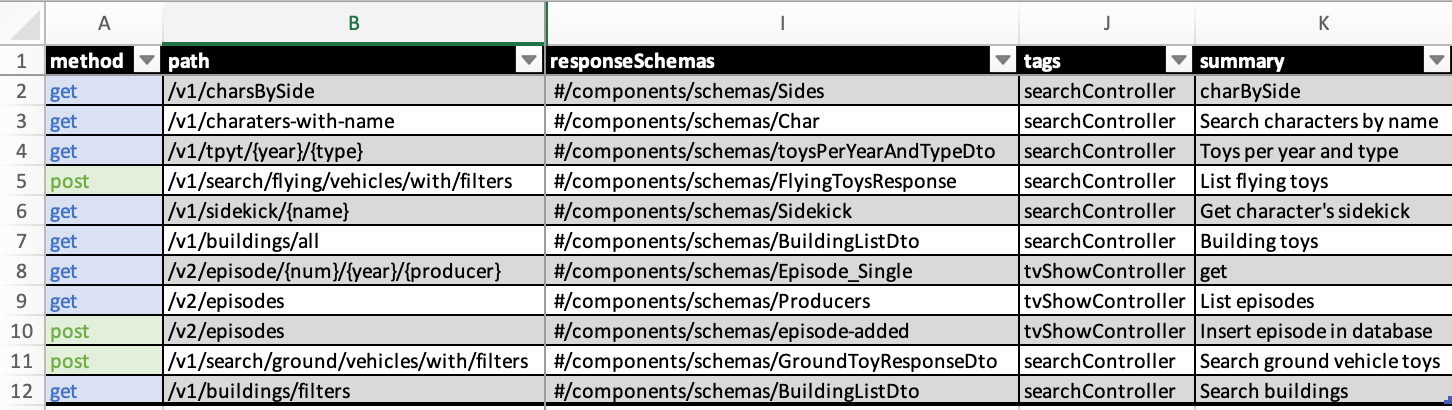 A B I J K
1 method path responseSchemas tags summary
2 get /v1/charsBySide #/components/schemas/Sides searchController charBySide
3 get /v1/charaters-with-name #/components/schemas/Char searchController Search characters by name
4 get /v1/tpyt/{year}/{type} #/components/schemas/toysPerYearAndTypeDto searchController Toys per year and type
5 post /v1/search/flying/vehicles/with/filters #/components/schemas/FlyingToysResponse searchController List flying toys
6 get /v1/sidekick/{name} #/components/schemas/Sidekick searchController Get character's sidekick
7 get /v1/buildings/all #/components/schemas/BuildingListDto searchController Building toys
8 get /v2/episode/{num}/{year}/{producer} #/components/schemas/Episode_Single tvShowController get
9 get /v2/episodes #/components/schemas/Producers tvShowController List episodes
10 post /v2/episodes #/components/schemas/episode-added tvShowController Insert episode in database
11 post /v1/search/ground/vehicles/with/filters #/components/schemas/GroundToyResponseDto searchController Search ground vehicle toys
12 get /v1/buildings/filters #/components/schemas/BuildingListDto searchController Search buildings